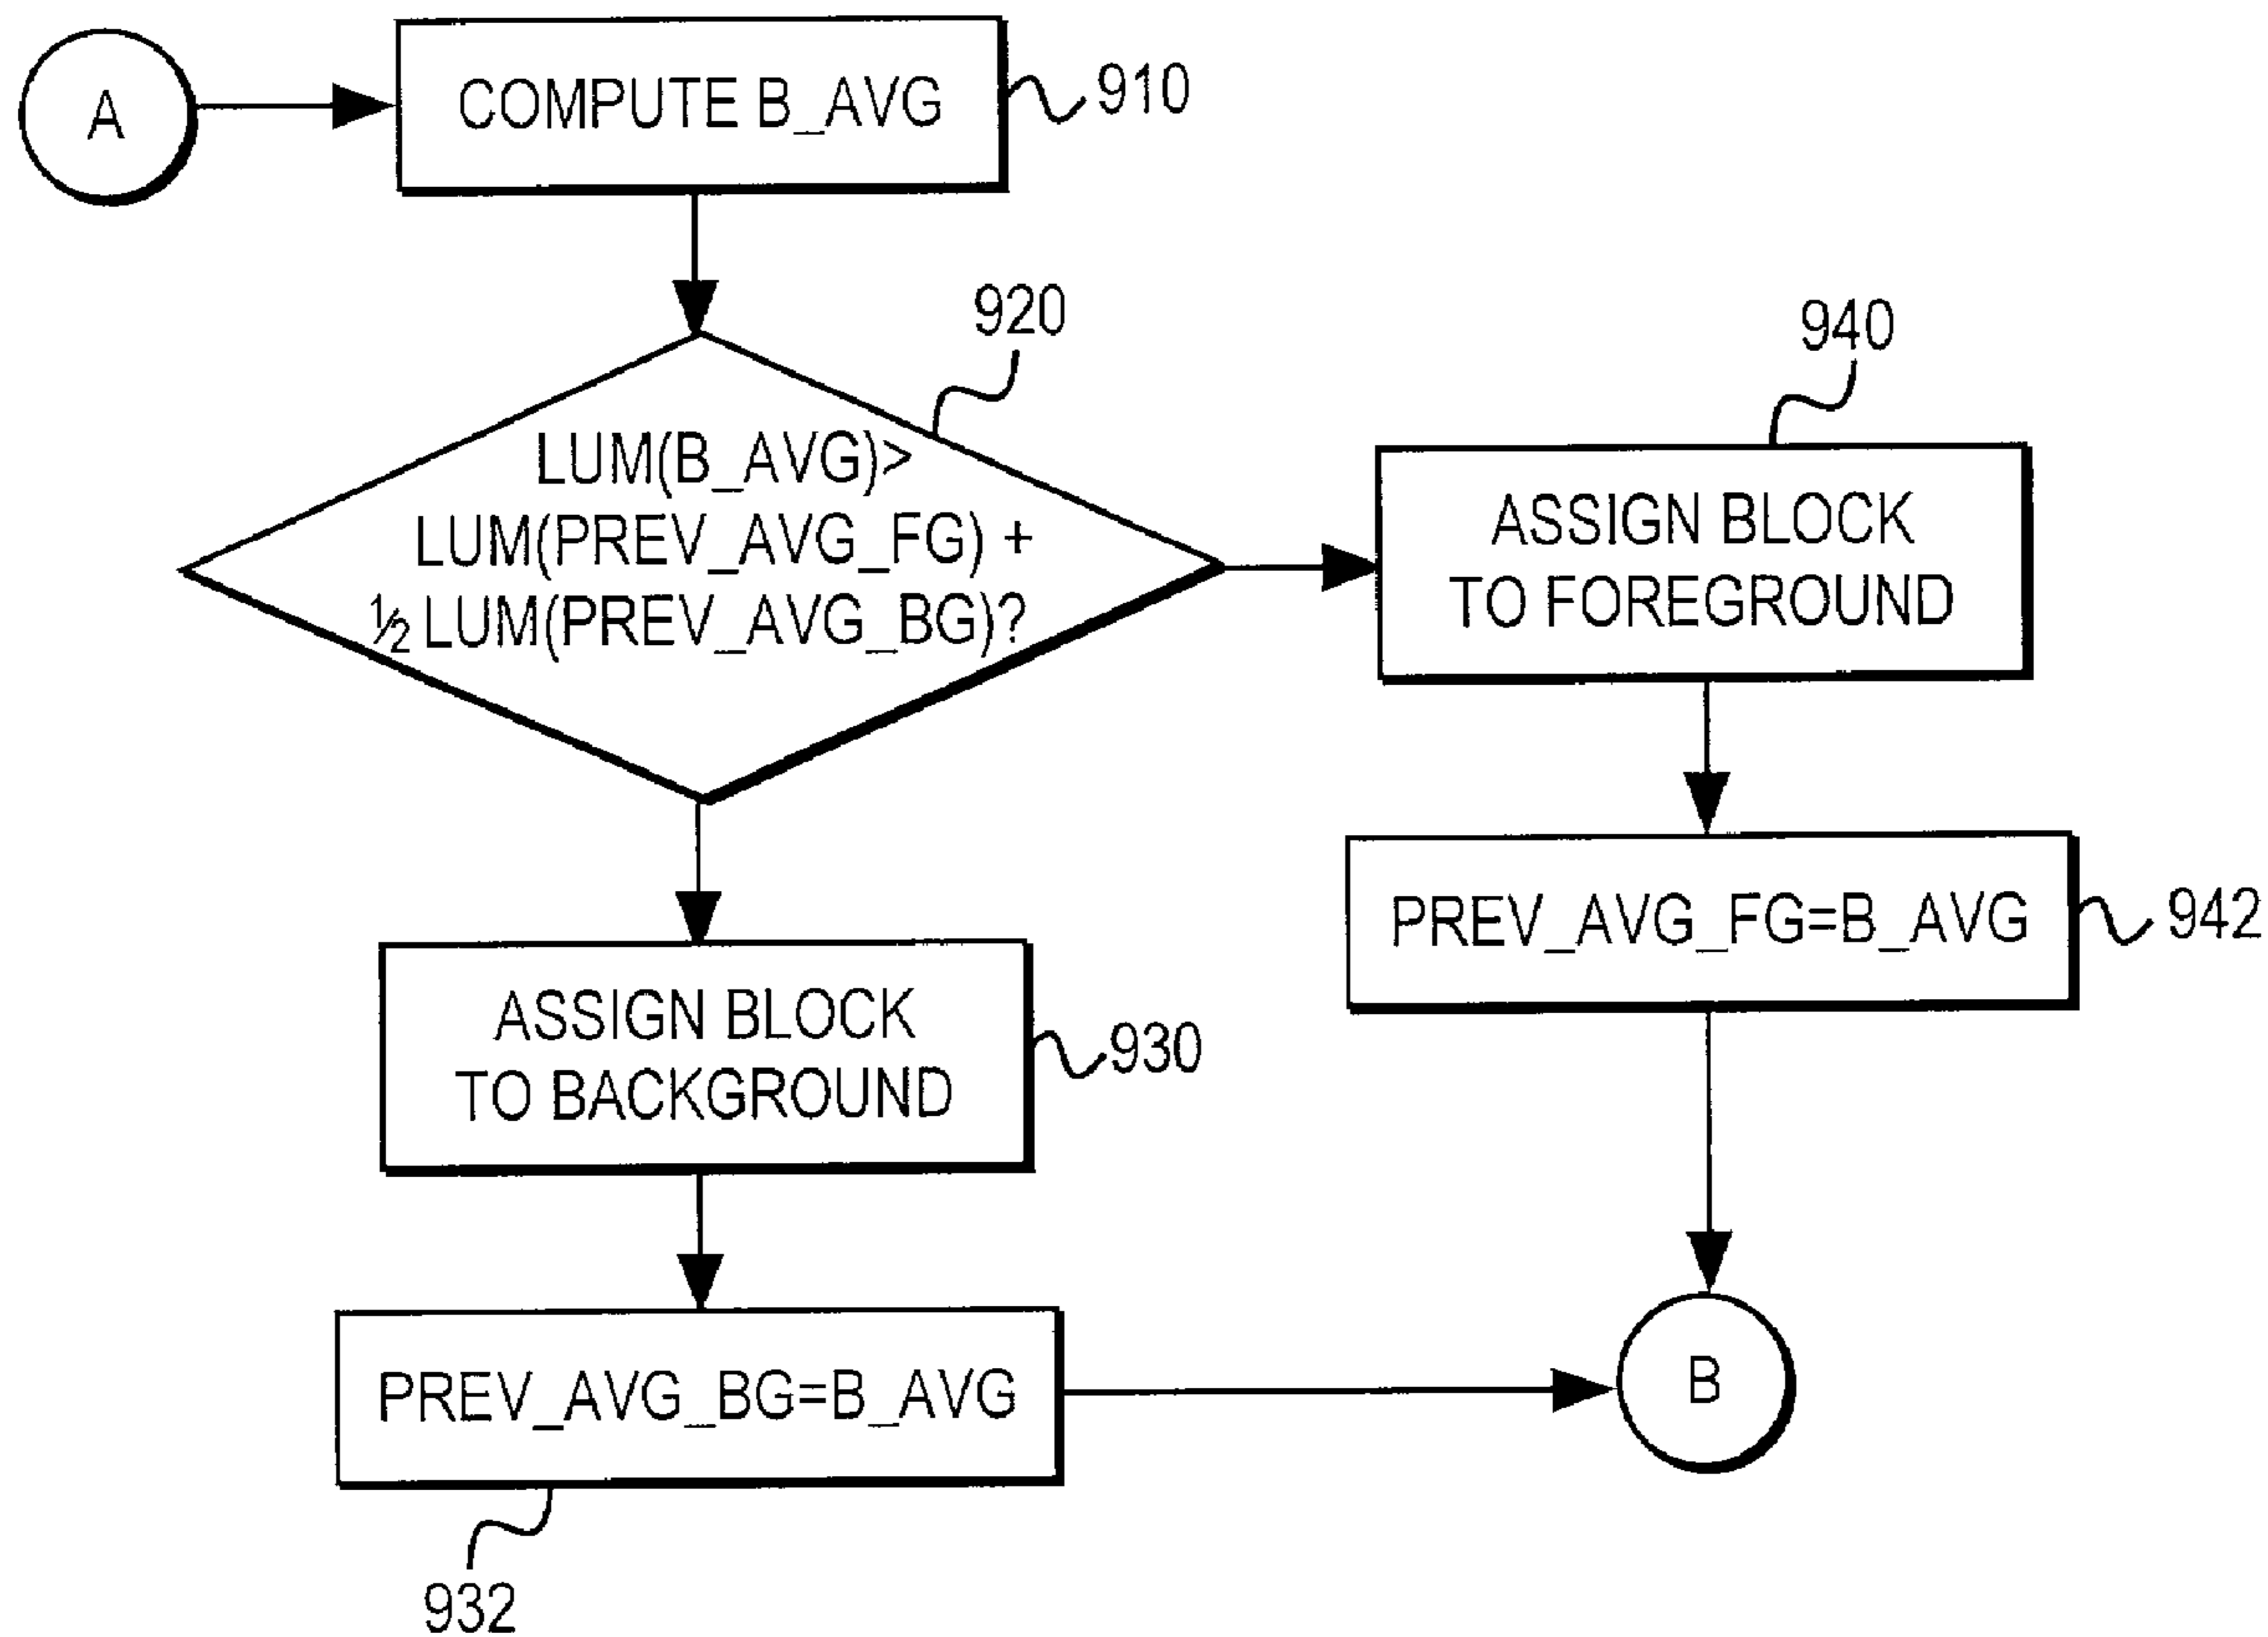 A
COMPUTE B_AVG
910
920
LUM(B_AVG)>
LUM(PREV_AVG_FG) +
½ LUM(PREV_AVG_BG)?
940
ASSIGN BLOCK
TO FOREGROUND
PREV_AVG_FG=B_AVG
942
ASSIGN BLOCK
TO BACKGROUND
930
PREV_AVG_BG=B_AVG
932
B